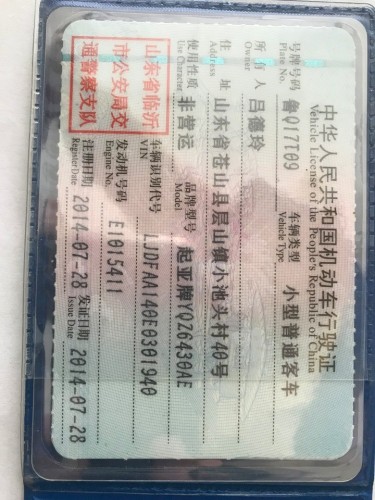 中华人民共和国机动车行驶证
Vehicle License of the People's Republic of China
号牌号码 鲁Q17T09 车辆类型 小型普通客车
Plate No. Vehicle Type
所有人 吕德玲
Owner
住址 山东省苍山县层山镇小池头村40号
Address
使用性质 非营运 品牌型号 起亚牌YQZ6430AE
Use Character Model
山东省临沂
市公安局交
通警察支队
车辆识别代号 LJDFAA140E0301940
VIN
发动机号码 E1015411
Engine No.
注册日期 2014-07-28 发证日期 2014-07-28
Register Date Issue Date